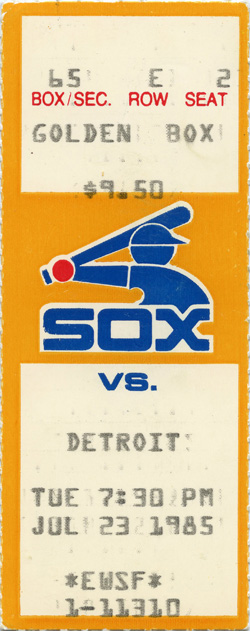 65 E 2
BOX/SEC. ROW SEAT
GOLDEN BOX
$9.50
SOX
VS.
DETROIT
TUE 7:30 PM
JUL 23 1985
*EWSF*
1-11310